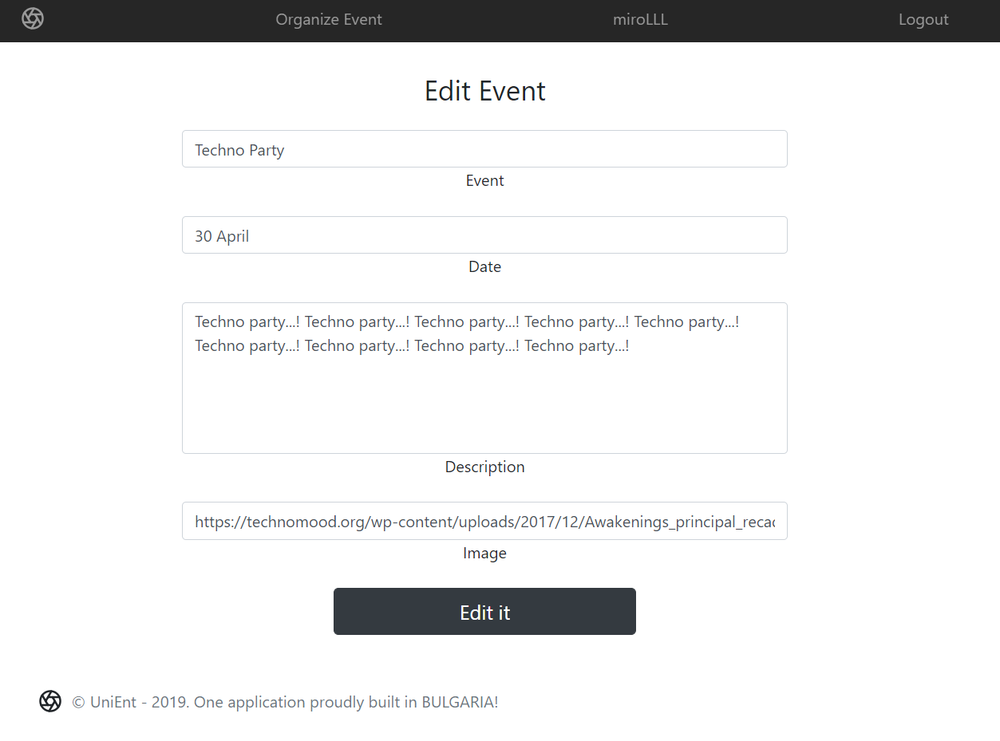 Organize Event
miroLLL
Logout
Edit Event
Techno Party
Event
30 April
Date
Techno party...! Techno party...! Techno party...! Techno party...! Techno party...!
Techno party...! Techno party...! Techno party...! Techno party...!
Description
https://technomood.org/wp-content/uploads/2017/12/Awakenings_principal_recac
Image
Edit it
© UniEnt - 2019. One application proudly built in BULGARIA!